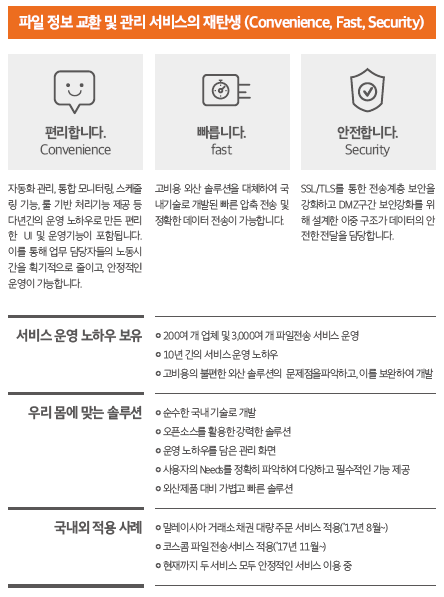 파일 정보 교환 및 관리 서비스의 재탄생 (Convenience, Fast, Security)
편리합니다.
Convenience
빠릅니다.
fast
안전합니다.
Security
자동화 관리, 통합 모니터링, 스케줄
링 기능, 룰 기반 처리기능 제공 등
다년간의 운영 노하우로 만든 편리
한 UI 및 운영기능이 포함됩니다.
이를 통해 업무 담당자들의 노동시
간을 획기적으로 줄이고, 안정적인
운영이 가능합니다.
고비용 외산 솔루션을 대체하여 국
내기술로 개발된 빠른 압축 전송 및
정확한 데이터 전송이 가능합니다.
SSL/TLS를 통한 전송계층 보안을
강화하고 DMZ구간 보안강화를 위
해 설계한 이중 구조가 데이터의 안
전한 전달을 담당합니다.
서비스 운영 노하우 보유
200여 개 업체 및 3,000여 개 파일전송 서비스 운영
10년 간의 서비스 운영 노하우
고비용의 불편한 외산 솔루션의 문제점을파악하고, 이를 보완하여 개발
우리 몸에 맞는 솔루션
순수한 국내 기술로 개발
오픈소스를 활용한 강력한 솔루션
운영 노하우를 담은 관리 화면
사용자의 Needs를 정확히 파악하여 다양하고 필수적인 기능 제공
외산제품 대비 가볍고 빠른 솔루션
국내외 적용 사례
말레이시아 거래소 채권 대량 주문 서비스 적용('17년 8월~)
코스콤 파일 전송서비스 적용('17년 11월~)
현재까지 두 서비스 모두 안정적인 서비스 이용 중